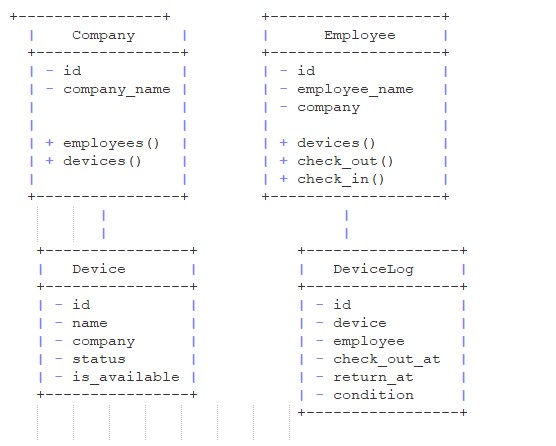 Company
- id
- company_name
+ employees()
+ devices()
Employee
- id
- employee_name
- company
+ devices()
+ check_out()
+ check_in()
Device
- id
- name
- company
- status
- is_available
DeviceLog
- id
- device
- employee
- check_out_at
- return_at
- condition